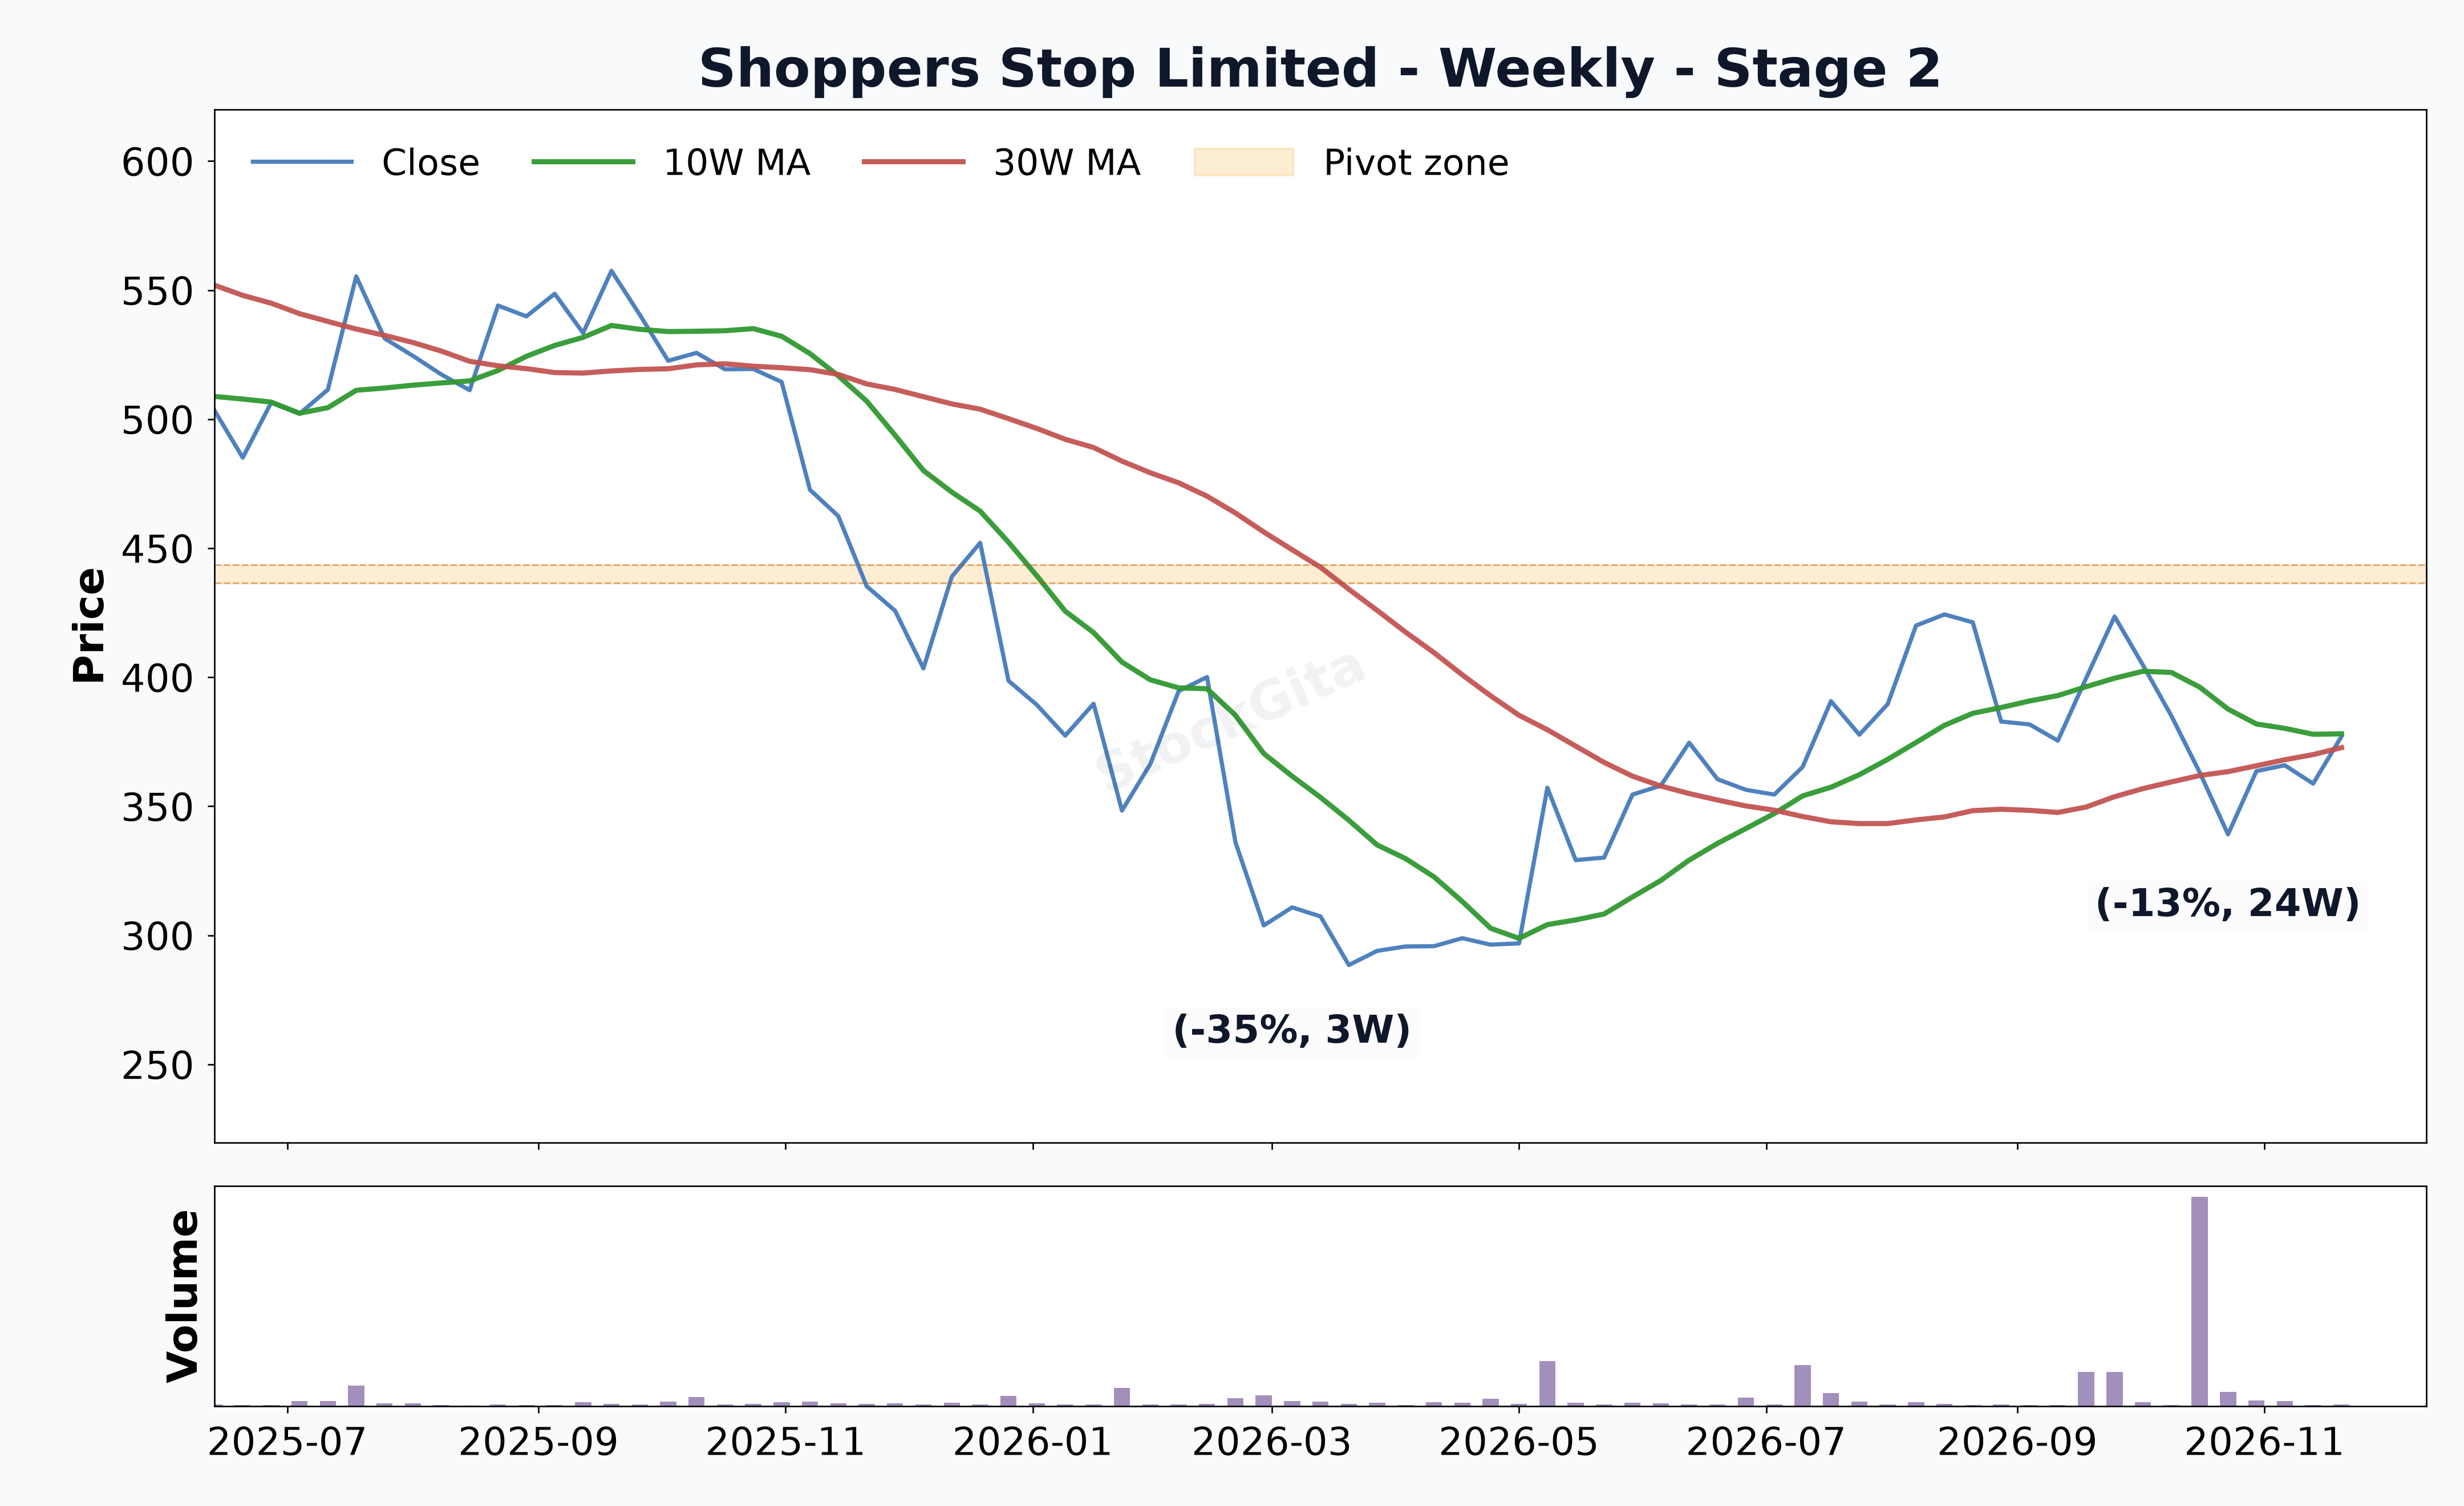 Shoppers Stop Limited - Weekly - Stage 2
Close 10W MA 30W MA Pivot zone
Price
600
550
500
450
400
350
300
250
StockGita
(-13%, 24W)
(-35%, 3W)
Volume
2025-07 2025-09 2025-11 2026-01 2026-03 2026-05 2026-07 2026-09 2026-11